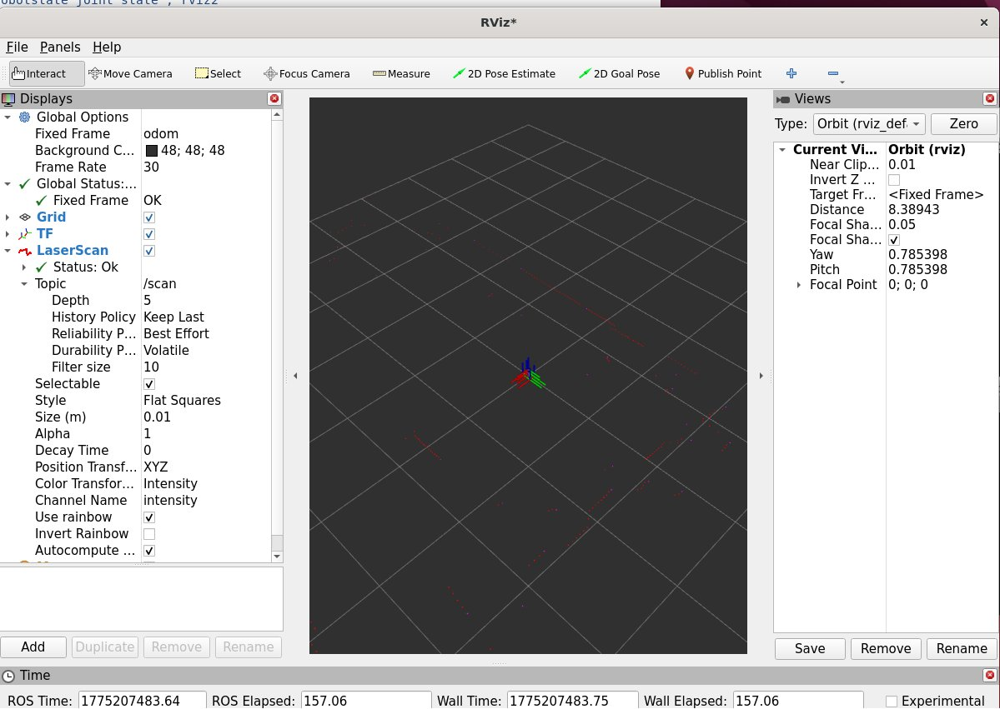 obotstate joint state , rviz2
RViz*
File Panels Help
Interact Move Camera Select Focus Camera Measure 2D Pose Estimate 2D Goal Pose Publish Point
Displays
Global Options
Fixed Frame odom
Background C... 48; 48; 48
Frame Rate 30
Global Status:...
Fixed Frame OK
Grid
TF
LaserScan
Status: Ok
Topic /scan
Depth 5
History Policy Keep Last
Reliability P... Best Effort
Durability P... Volatile
Filter size 10
Selectable
Style Flat Squares
Size (m) 0.01
Alpha 1
Decay Time 0
Position Transf... XYZ
Color Transfor... Intensity
Channel Name intensity
Use rainbow
Invert Rainbow
Autocompute ...
Add Duplicate Remove Rename
Views
Type: Orbit (rviz_def Zero
Current Vi... Orbit (rviz)
Near Clip... 0.01
Invert Z ...
Target Fr... <Fixed Frame>
Distance 8.38943
Focal Sha... 0.05
Focal Sha...
Yaw 0.785398
Pitch 0.785398
Focal Point 0; 0; 0
Save Remove Rename
Time
ROS Time: 1775207483.64 ROS Elapsed: 157.06 Wall Time: 1775207483.75 Wall Elapsed: 157.06 Experimental